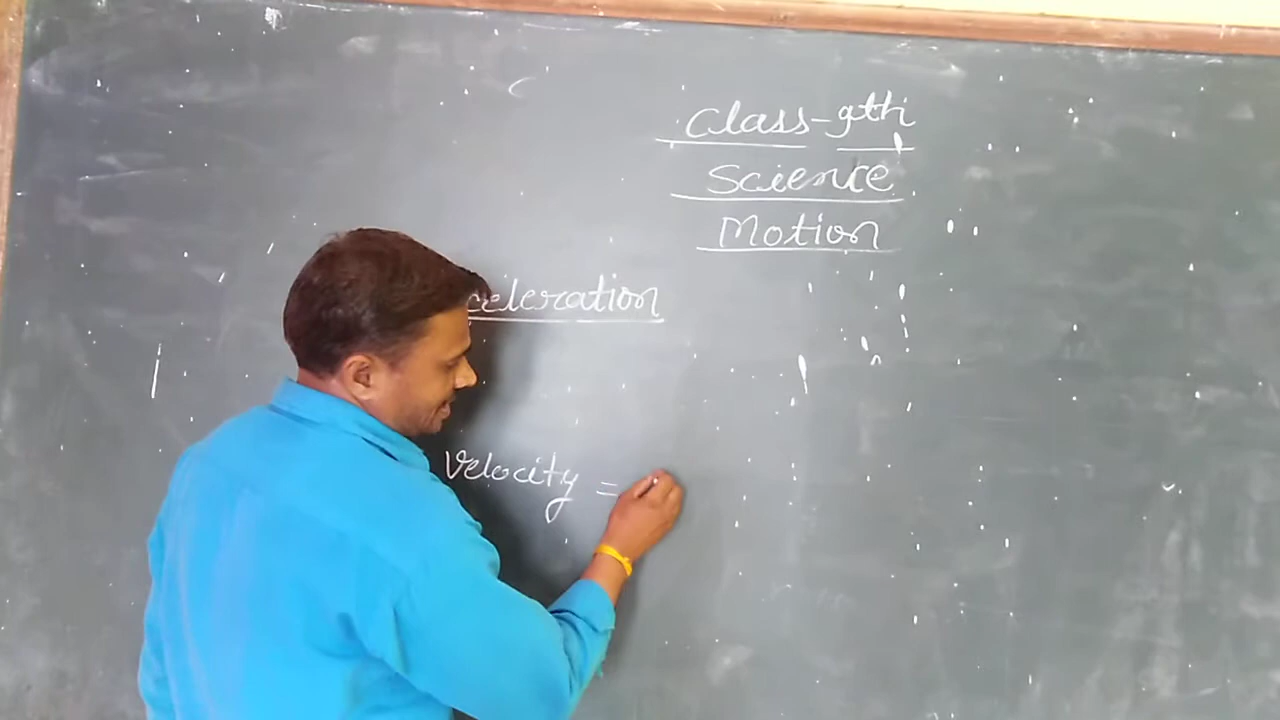 Class-9th
Science
Motion
celeration
Velocity =